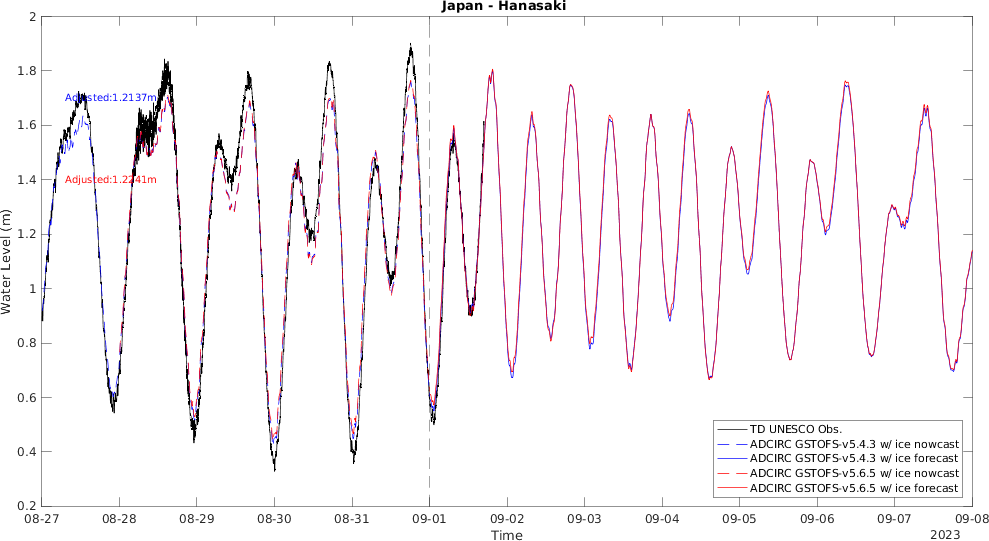 Japan - Hanasaki
Water Level (m)
2
1.8
1.6
1.4
1.2
1
0.8
0.6
0.4
0.2
Adjusted:1.2137m
Adjusted:1.2241m
TD UNESCO Obs.
ADCIRC GSTOFS-v5.4.3 w/ ice nowcast
ADCIRC GSTOFS-v5.4.3 w/ ice forecast
ADCIRC GSTOFS-v5.6.5 w/ ice nowcast
ADCIRC GSTOFS-v5.6.5 w/ ice forecast
08-27 08-28 08-29 08-30 08-31 09-01 09-02 09-03 09-04 09-05 09-06 09-07 09-08
Time
2023